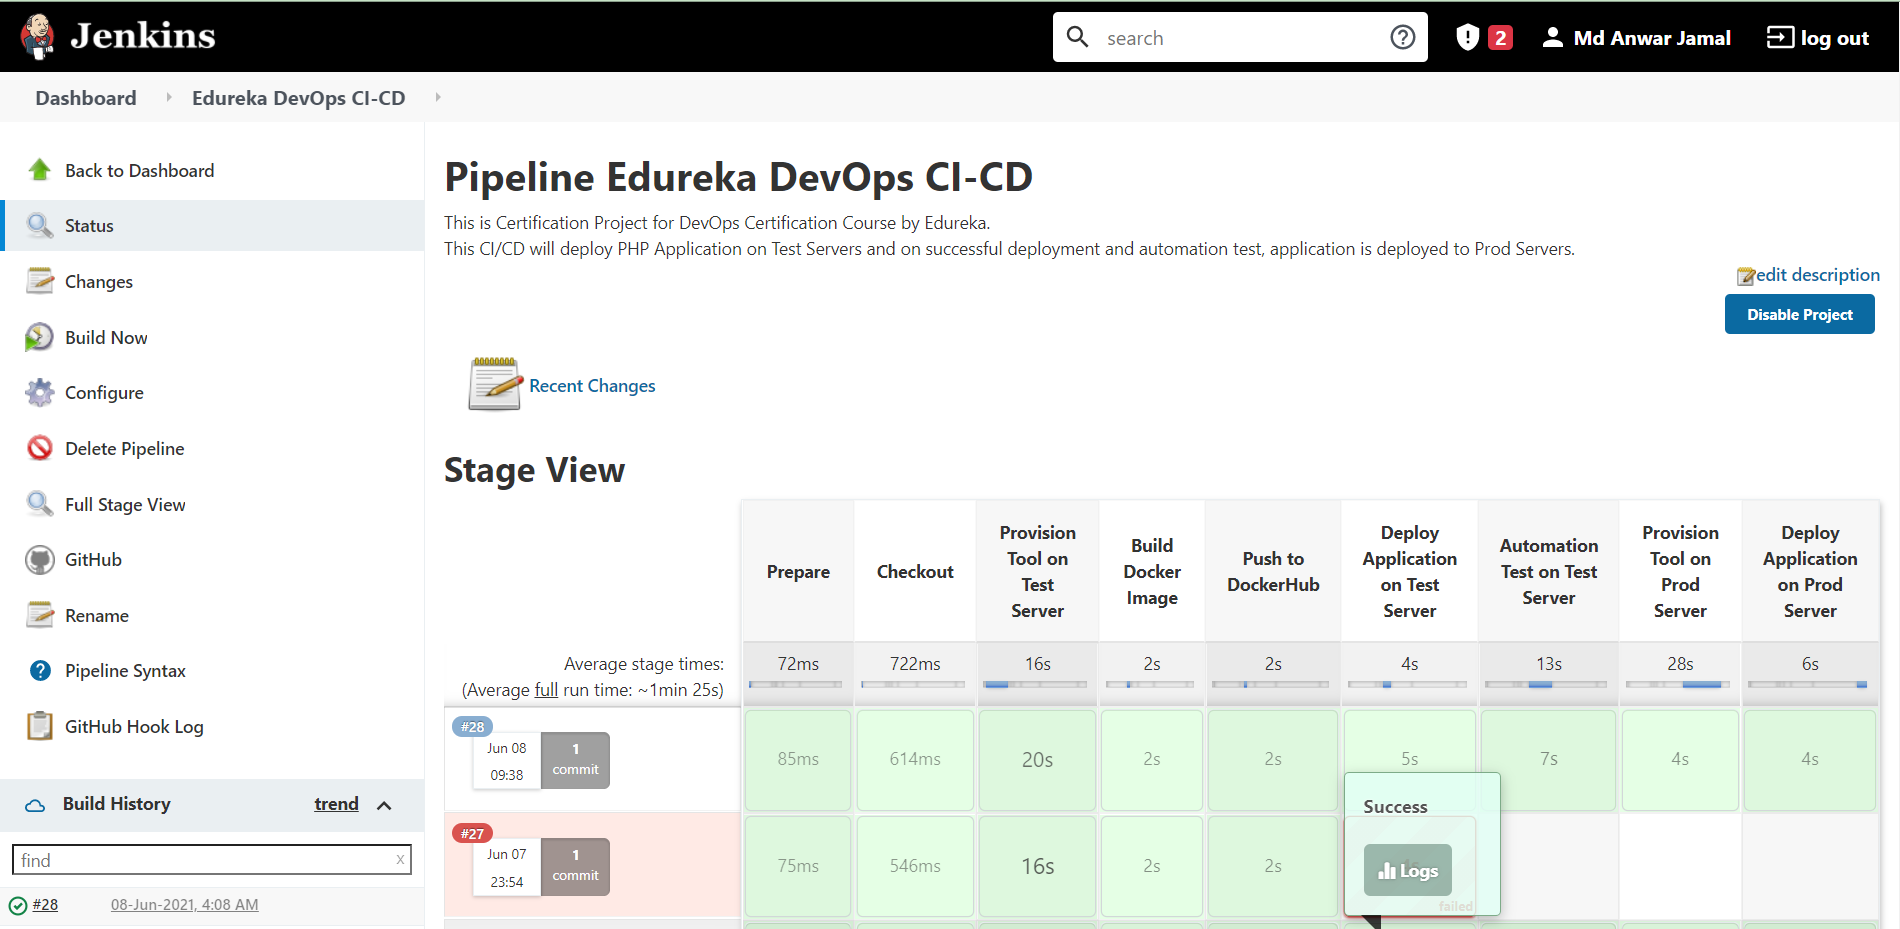 Jenkins
search
2
Md Anwar Jamal
log out
Dashboard
Edureka DevOps CI-CD
Back to Dashboard
Status
Changes
Build Now
Configure
Delete Pipeline
Full Stage View
GitHub
Rename
Pipeline Syntax
GitHub Hook Log
Build History
trend
find
x
#28
08-Jun-2021, 4:08 AM
Pipeline Edureka DevOps CI-CD
This is Certification Project for DevOps Certification Course by Edureka.
This CI/CD will deploy PHP Application on Test Servers and on successful deployment and automation test, application is deployed to Prod Servers.
edit description
Disable Project
Recent Changes
Stage View
Prepare
Checkout
Provision
Tool on
Test
Server
Build
Docker
Image
Push to
DockerHub
Deploy
Application
on Test
Server
Automation
Test on Test
Server
Provision
Tool on
Prod
Server
Deploy
Application
on Prod
Server
Average stage times:
(Average full run time: ~1min 25s)
72ms
722ms
16s
2s
2s
4s
13s
28s
6s
#28
Jun 08
09:38
1
commit
85ms
614ms
20s
2s
2s
5s
7s
4s
4s
#27
Jun 07
23:54
1
commit
75ms
546ms
16s
2s
2s
Success
Logs
failed